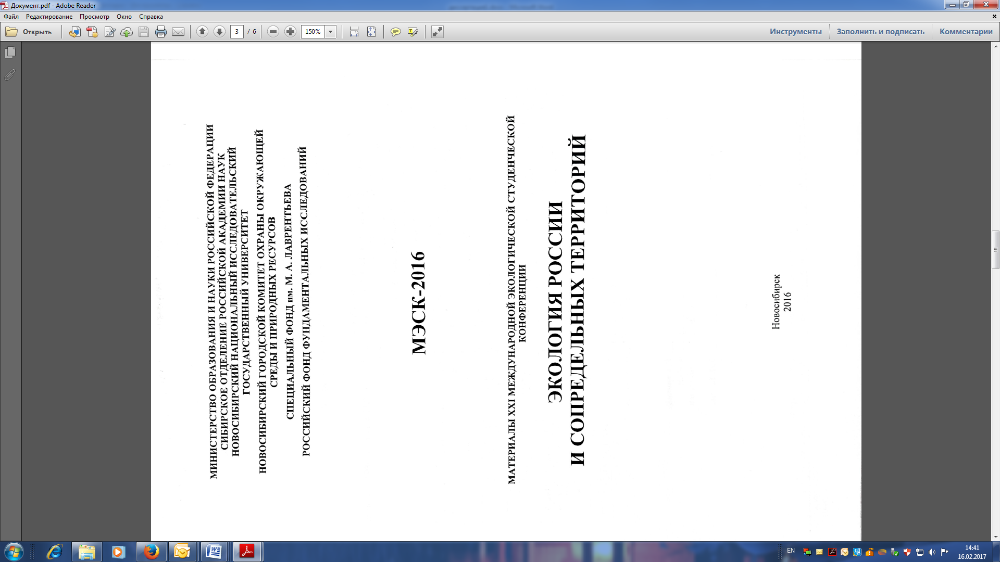 Документ.pdf - Adobe Reader
Файл Редактирование Просмотр Окно Справка
Открыть 3 / 6 150% Инструменты Заполнить и подписать Комментарии
МИНИСТЕРСТВО ОБРАЗОВАНИЯ И НАУКИ РОССИЙСКОЙ ФЕДЕРАЦИИ
СИБИРСКОЕ ОТДЕЛЕНИЕ РОССИЙСКОЙ АКАДЕМИИ НАУК
НОВОСИБИРСКИЙ НАЦИОНАЛЬНЫЙ ИССЛЕДОВАТЕЛЬСКИЙ
ГОСУДАРСТВЕННЫЙ УНИВЕРСИТЕТ
НОВОСИБИРСКИЙ ГОРОДСКОЙ КОМИТЕТ ОХРАНЫ ОКРУЖАЮЩЕЙ
СРЕДЫ И ПРИРОДНЫХ РЕСУРСОВ
СПЕЦИАЛЬНЫЙ ФОНД им. М. А. ЛАВРЕНТЬЕВА
РОССИЙСКИЙ ФОНД ФУНДАМЕНТАЛЬНЫХ ИССЛЕДОВАНИЙ
МЭСК-2016
МАТЕРИАЛЫ XXI МЕЖДУНАРОДНОЙ ЭКОЛОГИЧЕСКОЙ СТУДЕНЧЕСКОЙ
КОНФЕРЕНЦИИ
ЭКОЛОГИЯ РОССИИ
И СОПРЕДЕЛЬНЫХ ТЕРРИТОРИЙ
Новосибирск
2016
EN
14:41
16.02.2017